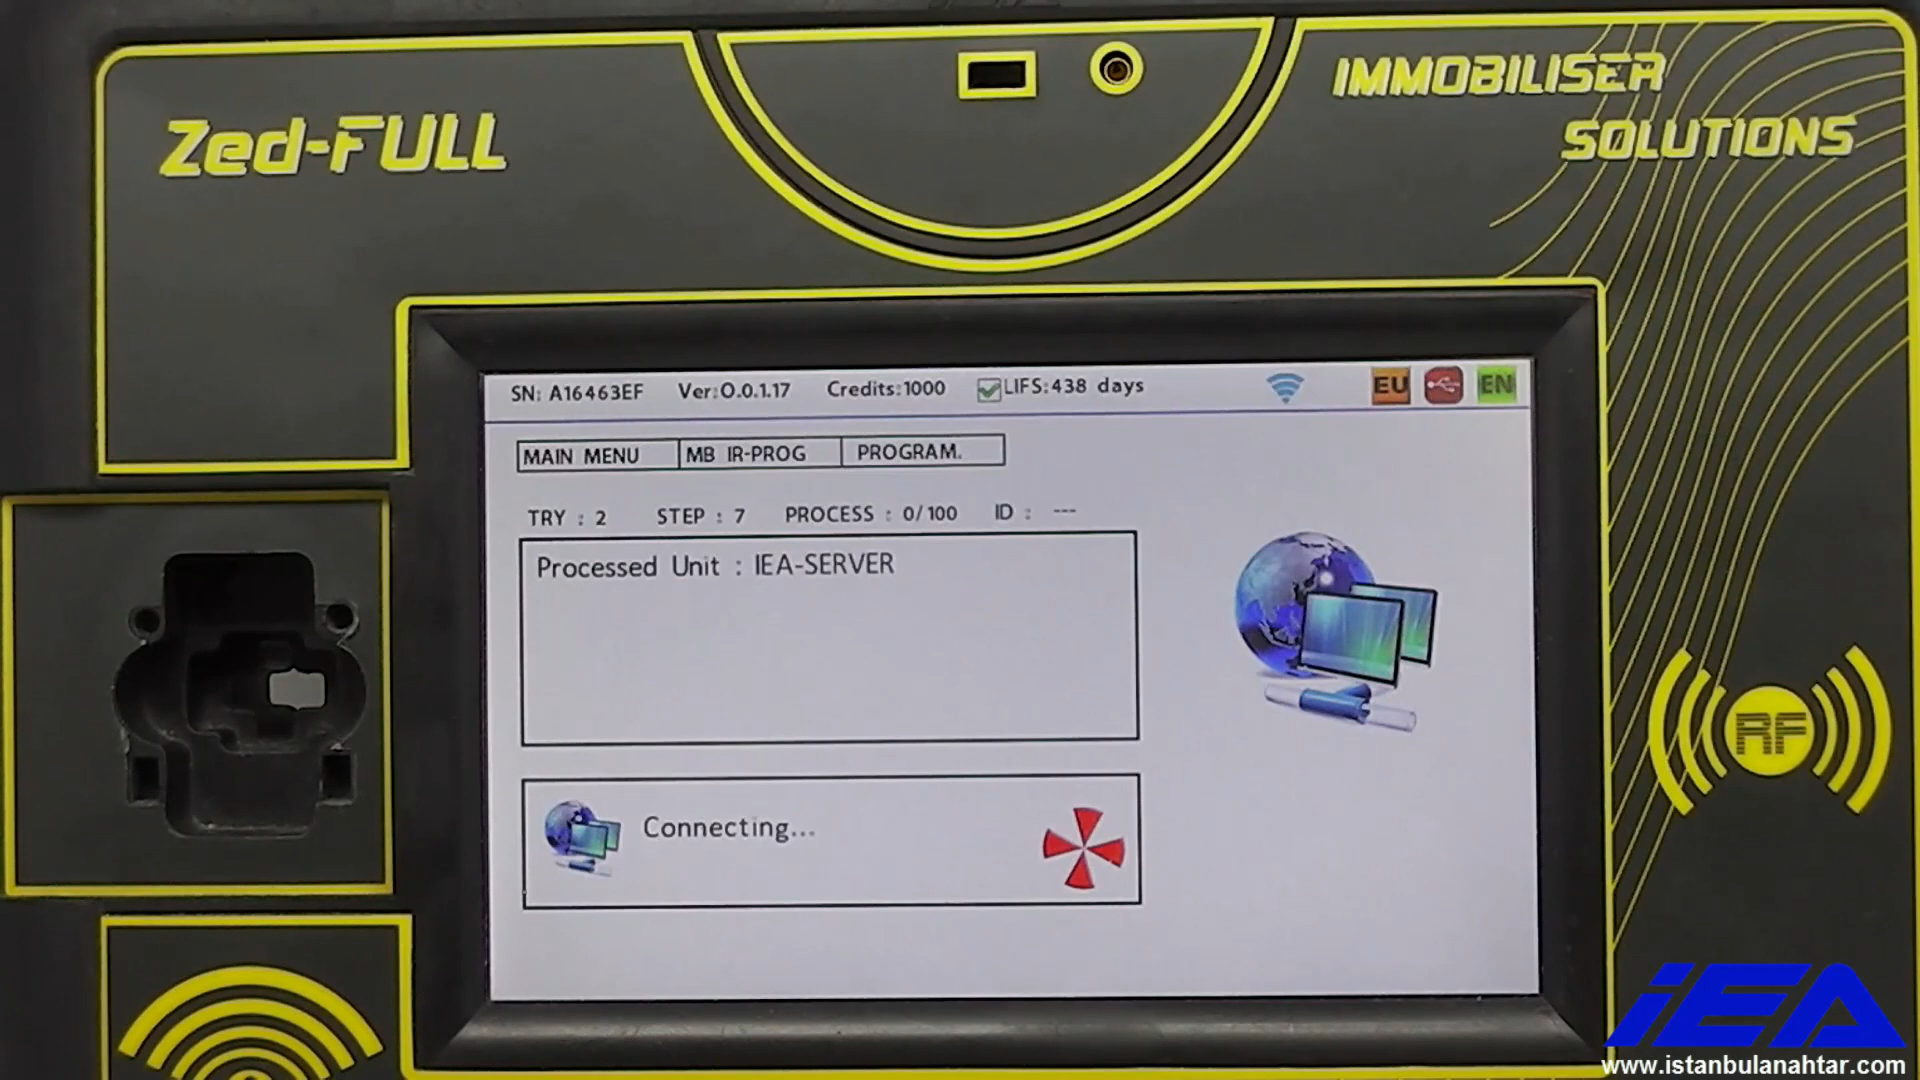 Zed-FULL
IMMOBILISER
SOLUTIONS
SN: A16463EF Ver:O.0.1.17 Credits:1000 LIFS:438 days EU EN
MAIN MENU MB IR-PROG PROGRAM.
TRY : 2 STEP : 7 PROCESS : 0/100 ID : ---
Processed Unit : IEA-SERVER
Connecting...
RF
iEA
www.istanbulanahtar.com